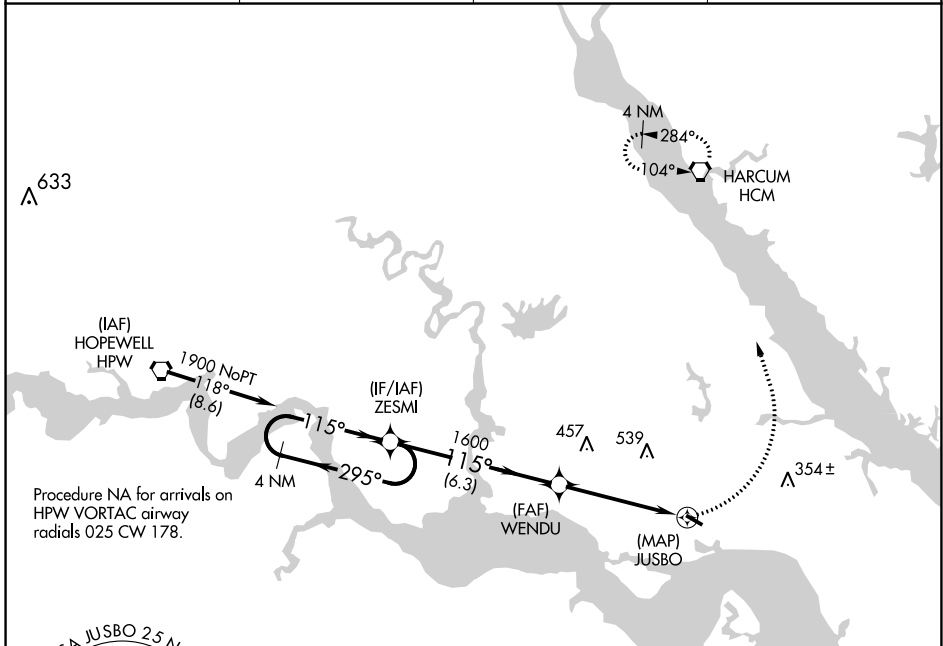 4 NM
284°
104°
HARCUM
HCM
633
(IAF)
HOPEWELL
HPW
1900 NoPT
118°
(8.6)
(IF/IAF)
ZESMI
115°
295°
4 NM
1600
115°
(6.3)
457
539
354±
(FAF)
WENDU
(MAP)
JUSBO
Procedure NA for arrivals on
HPW VORTAC airway
radials 025 CW 178.
JUSBO 25